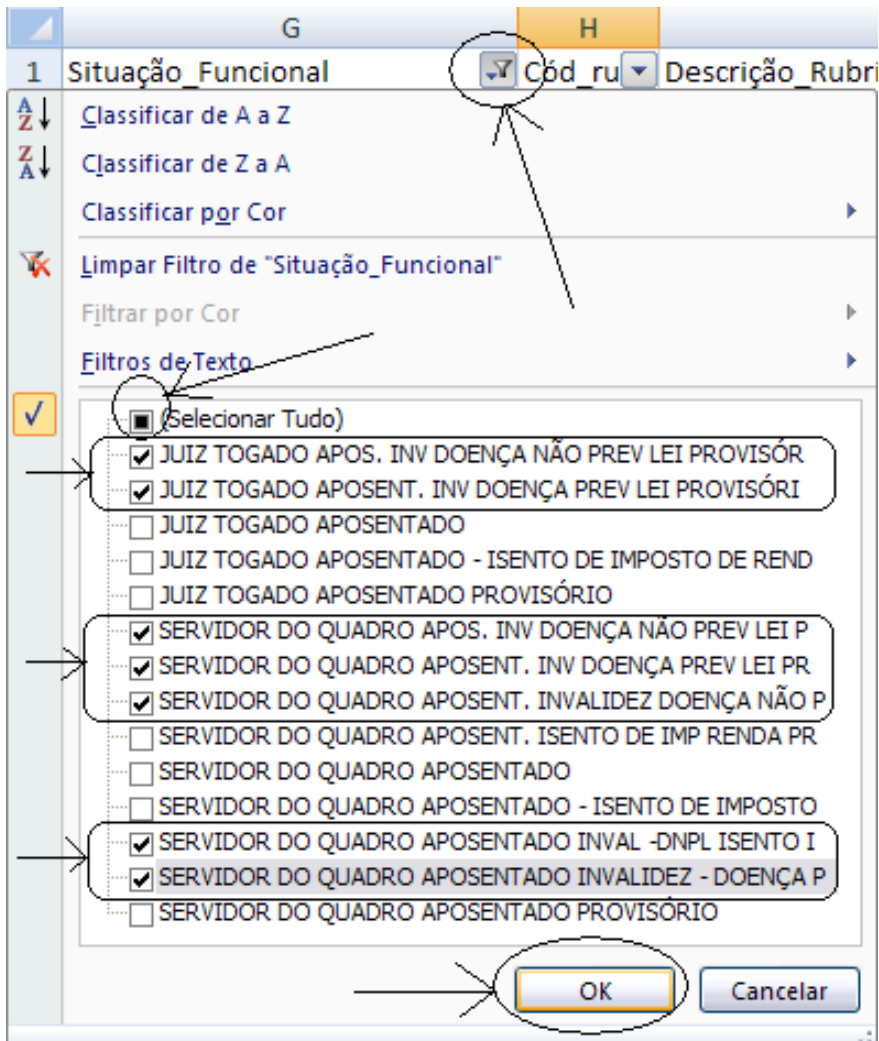 G H
1 Situação_Funcional Cód_ru Descrição_Rubri
Classificar de A a Z
Classificar de Z a A
Classificar por Cor
Limpar Filtro de "Situação_Funcional"
Filtrar por Cor
Filtros de Texto
(Selecionar Tudo)
JUIZ TOGADO APOS. INV DOENÇA NÃO PREV LEI PROVISÓR
JUIZ TOGADO APOSENT. INV DOENÇA PREV LEI PROVISÓRI
JUIZ TOGADO APOSENTADO
JUIZ TOGADO APOSENTADO - ISENTO DE IMPOSTO DE REND
JUIZ TOGADO APOSENTADO PROVISÓRIO
SERVIDOR DO QUADRO APOS. INV DOENÇA NÃO PREV LEI P
SERVIDOR DO QUADRO APOSENT. INV DOENÇA PREV LEI PR
SERVIDOR DO QUADRO APOSENT. INVALIDEZ DOENÇA NÃO P
SERVIDOR DO QUADRO APOSENT. ISENTO DE IMP RENDA PR
SERVIDOR DO QUADRO APOSENTADO
SERVIDOR DO QUADRO APOSENTADO - ISENTO DE IMPOSTO
SERVIDOR DO QUADRO APOSENTADO INVAL -DNPL ISENTO I
SERVIDOR DO QUADRO APOSENTADO INVALIDEZ - DOENÇA P
SERVIDOR DO QUADRO APOSENTADO PROVISÓRIO
OK Cancelar